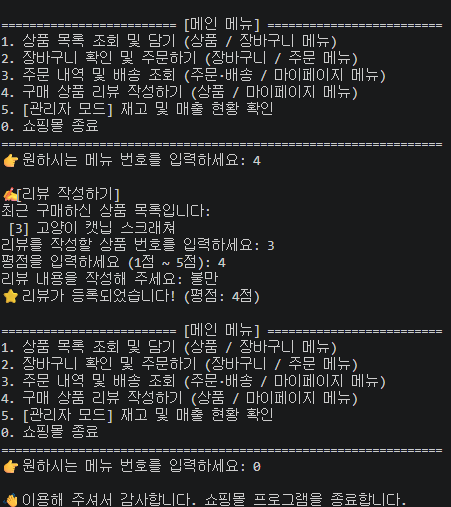 ========================= [메인 메뉴] =========================
1. 상품 목록 조회 및 담기 (상품 / 장바구니 메뉴)
2. 장바구니 확인 및 주문하기 (장바구니 / 주문 메뉴)
3. 주문 내역 및 배송 조회 (주문·배송 / 마이페이지 메뉴)
4. 구매 상품 리뷰 작성하기 (상품 / 마이페이지 메뉴)
5. [관리자 모드] 재고 및 매출 현황 확인
0. 쇼핑몰 종료
===============================================================
👉 원하시는 메뉴 번호를 입력하세요: 4
✍[리뷰 작성하기]
최근 구매하신 상품 목록입니다:
[3] 고양이 캣닢 스크래쳐
리뷰를 작성할 상품 번호를 입력하세요: 3
평점을 입력하세요 (1점 ~ 5점): 4
리뷰 내용을 작성해 주세요: 불만
⭐ 리뷰가 등록되었습니다! (평점: 4점)
========================= [메인 메뉴] =========================
1. 상품 목록 조회 및 담기 (상품 / 장바구니 메뉴)
2. 장바구니 확인 및 주문하기 (장바구니 / 주문 메뉴)
3. 주문 내역 및 배송 조회 (주문·배송 / 마이페이지 메뉴)
4. 구매 상품 리뷰 작성하기 (상품 / 마이페이지 메뉴)
5. [관리자 모드] 재고 및 매출 현황 확인
0. 쇼핑몰 종료
===============================================================
👉 원하시는 메뉴 번호를 입력하세요: 0
👋 이용해 주셔서 감사합니다. 쇼핑몰 프로그램을 종료합니다.